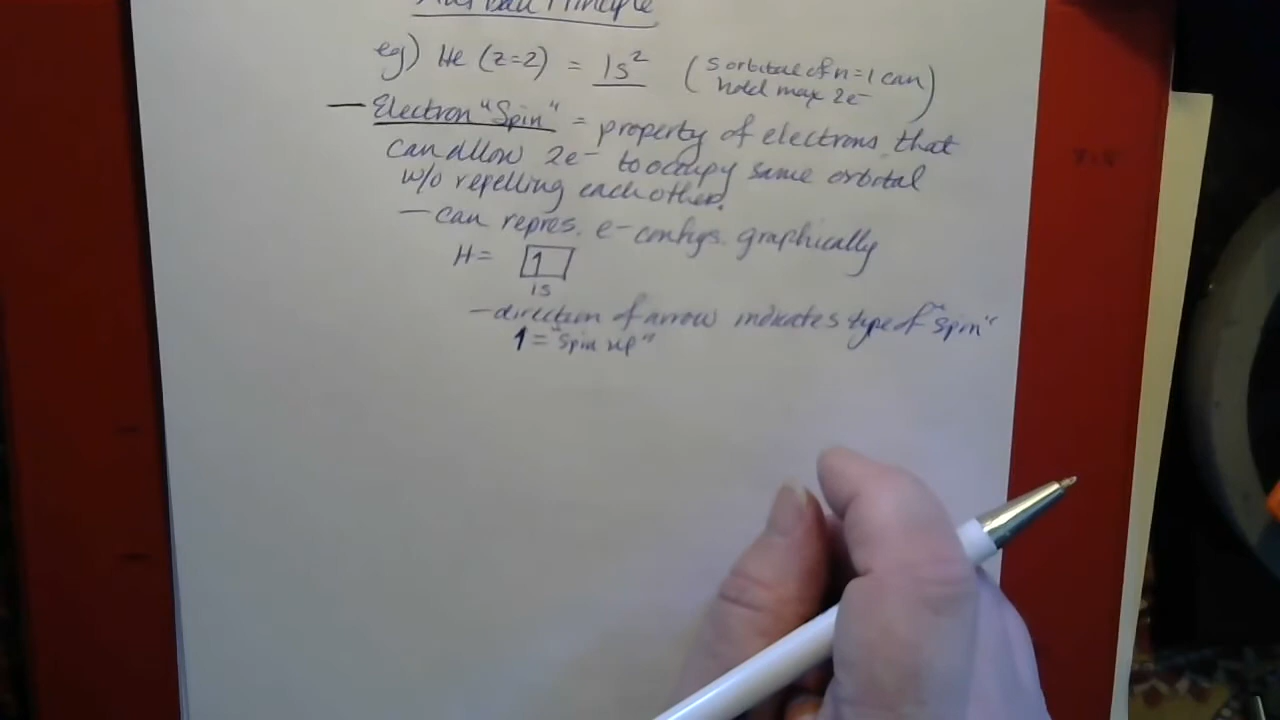 Principle
eg) He (z=2) = 1s² (s orbital of n=1 can
hold max 2e⁻)
— Electron "Spin" = property of electrons that
can allow 2e⁻ to occupy same orbital
w/o repelling each other.
— can repres. e⁻ configs. graphically
H = 1
1s
— direction of arrow indicates type of "spin"
1 = "spin up"